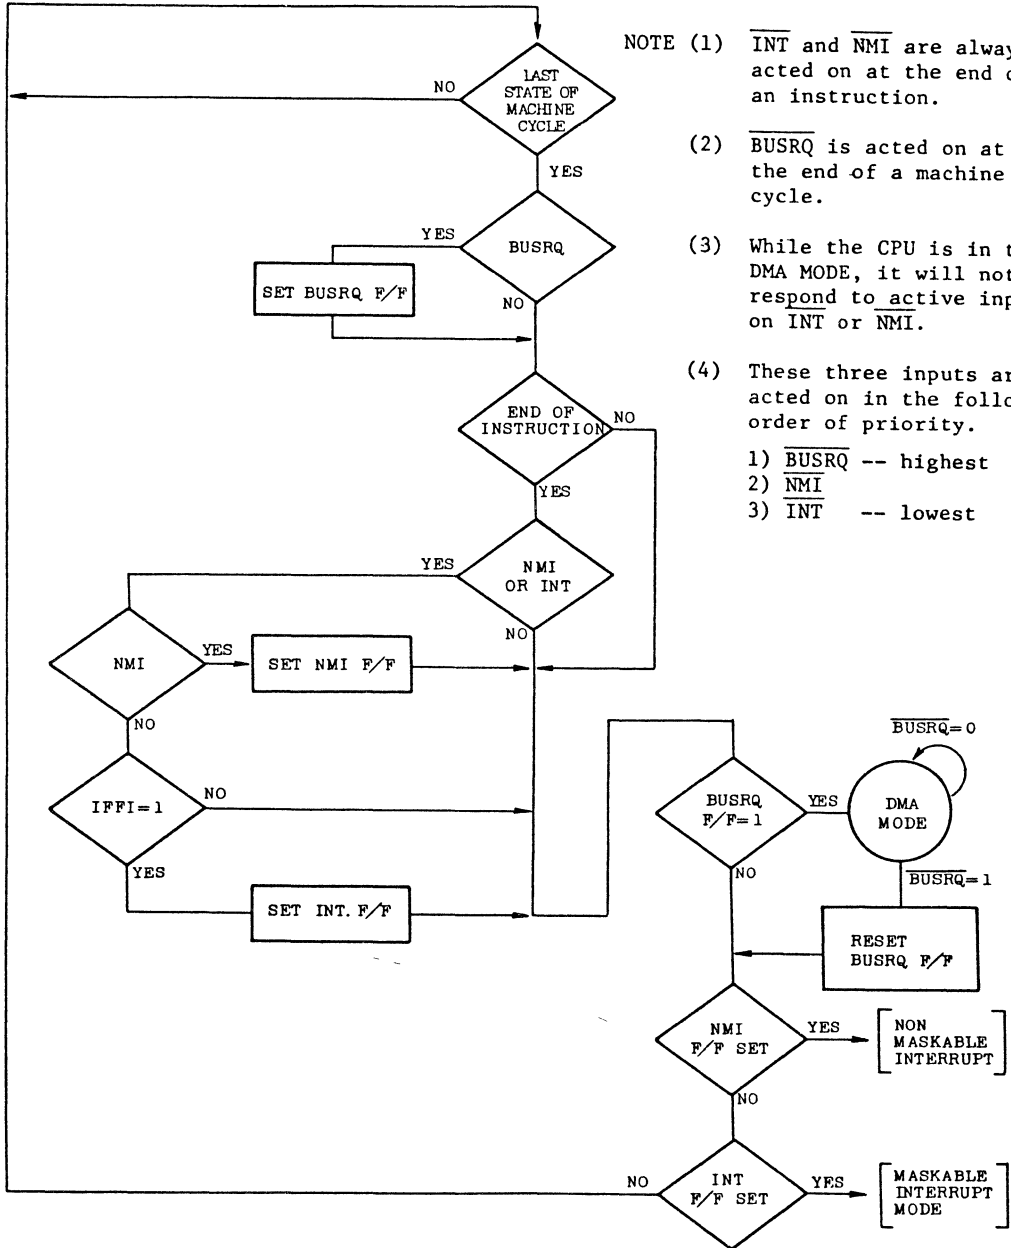 NOTE (1) INT and NMI are alway
acted on at the end o
an instruction.
(2) BUSRQ is acted on at
the end of a machine
cycle.
(3) While the CPU is in t
DMA MODE, it will not
respond to active inp
on INT or NMI.
(4) These three inputs ar
acted on in the follo
order of priority.
1) BUSRQ -- highest
2) NMI
3) INT -- lowest
LAST
STATE OF
MACHINE
CYCLE
NO
YES
BUSRQ
YES
SET BUSRQ F/F
NO
END OF
INSTRUCTION
NO
YES
NMI
OR INT
YES
NO
NMI
YES
SET NMI F/F
NO
IFFI=1
NO
YES
SET INT. F/F
BUSRQ
F/F=1
YES
DMA
MODE
BUSRQ=0
BUSRQ=1
NO
RESET
BUSRQ F/F
NMI
F/F SET
YES
NON
MASKABLE
INTERRUPT
NO
INT
F/F SET
NO
YES
MASKABLE
INTERRUPT
MODE